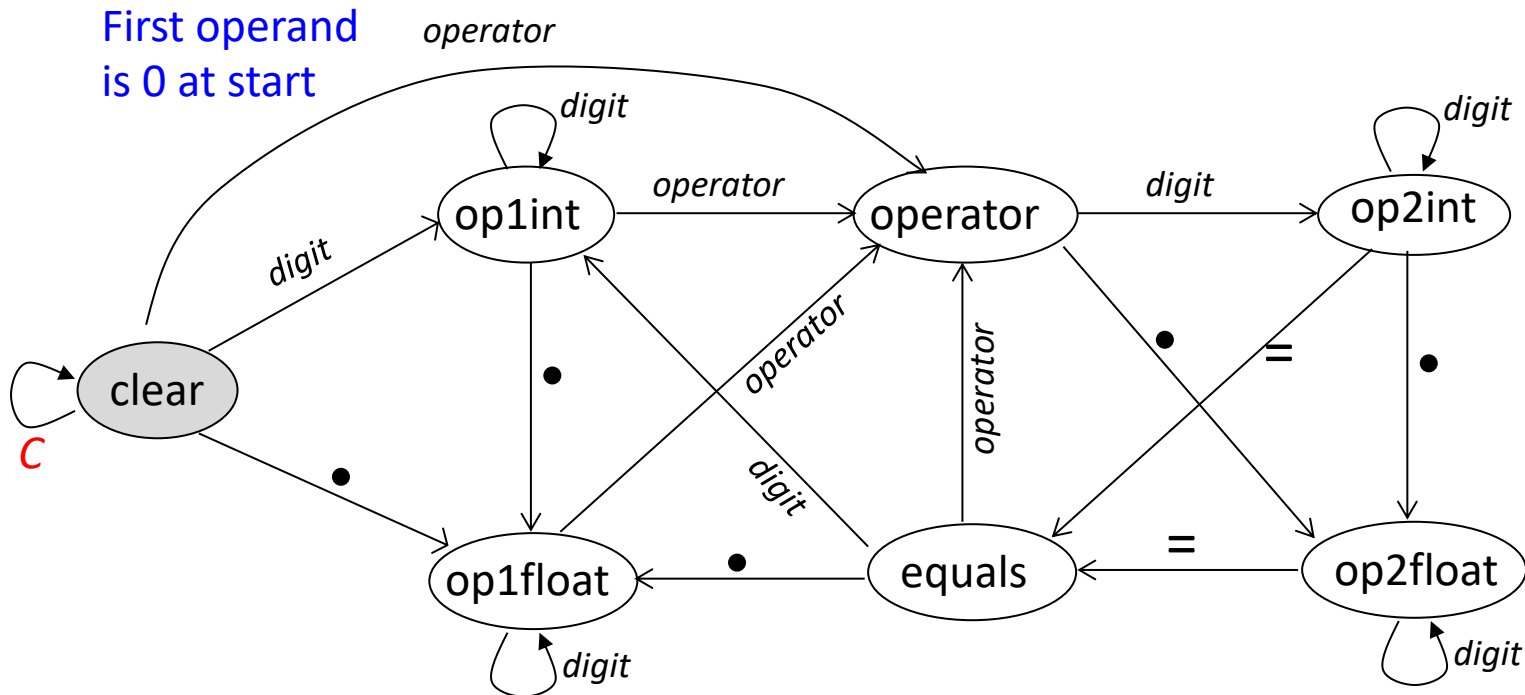 First operand
is 0 at start
operator
digit
digit
op1int
operator
operator
digit
op2int
digit
clear
C
•
•
operator
digit
operator
•
=
•
op1float
•
equals
=
op2float
digit
digit